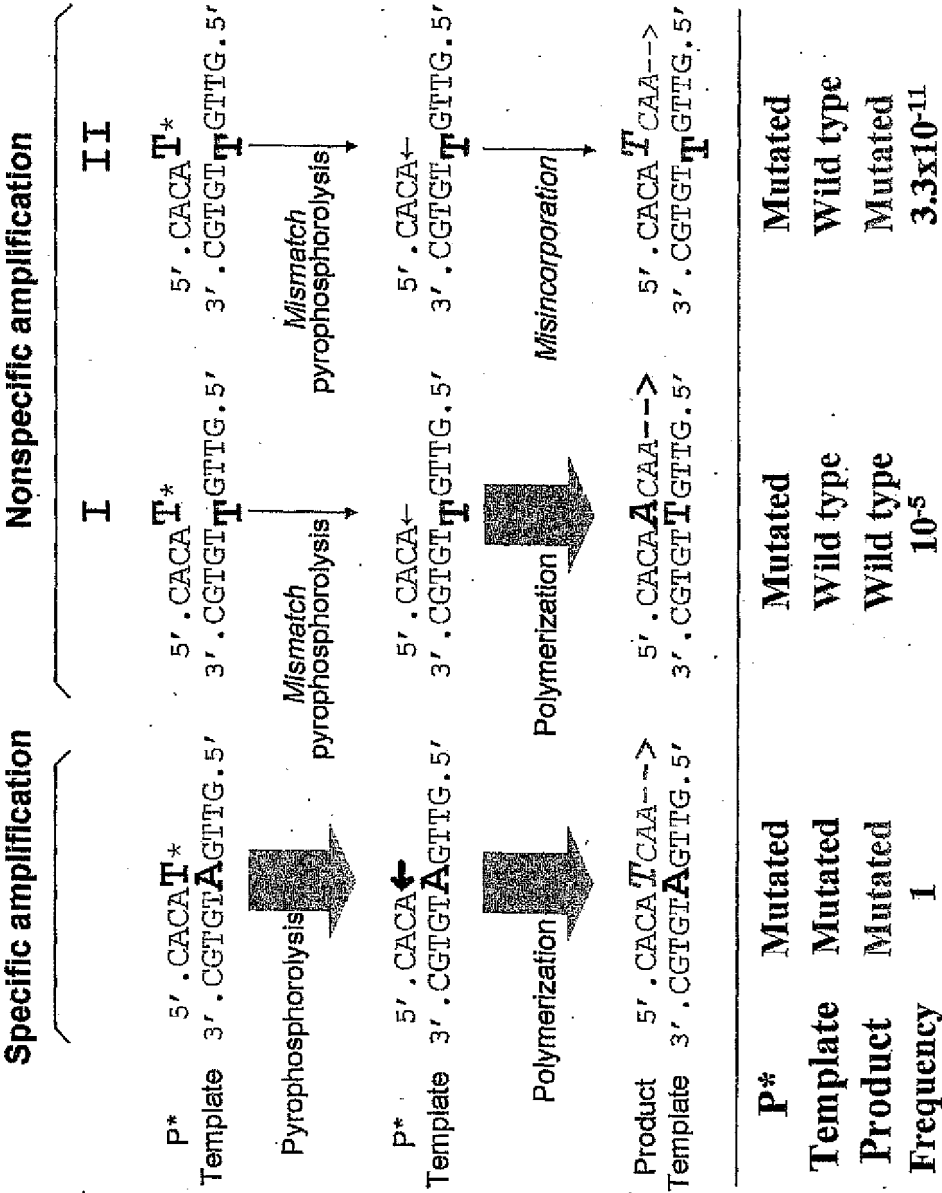 Specific amplification Nonspecific amplification
I II
P* 5'.CACAT* 5'.CACAT* 5'.CACAT*
Template 3'.CGTGTAGTTG.5' 3'.CGTGTTGTTG.5' 3'.CGTGTTGTTG.5'
Pyrophosphorolysis Mismatch Mismatch
pyrophosphorolysis pyrophosphorolysis
P* 5'.CACA← 5'.CACA← 5'.CACA←
Template 3'.CGTGTAGTTG.5' 3'.CGTGTTGTTG.5' 3'.CGTGTTGTTG.5'
Polymerization Polymerization Misincorporation
Product 5'.CACATCAA--> 5'.CACAACAA--> 5'.CACATCAA-->
Template 3'.CGTGTAGTTG.5' 3'.CGTGTTGTTG.5' 3'.CGTGTTGTTG.5'
P* Mutated Mutated Mutated
Template Mutated Wild type Wild type
Product Mutated Wild type Mutated
Frequency 1 10⁻⁵ 3.3x10⁻¹¹